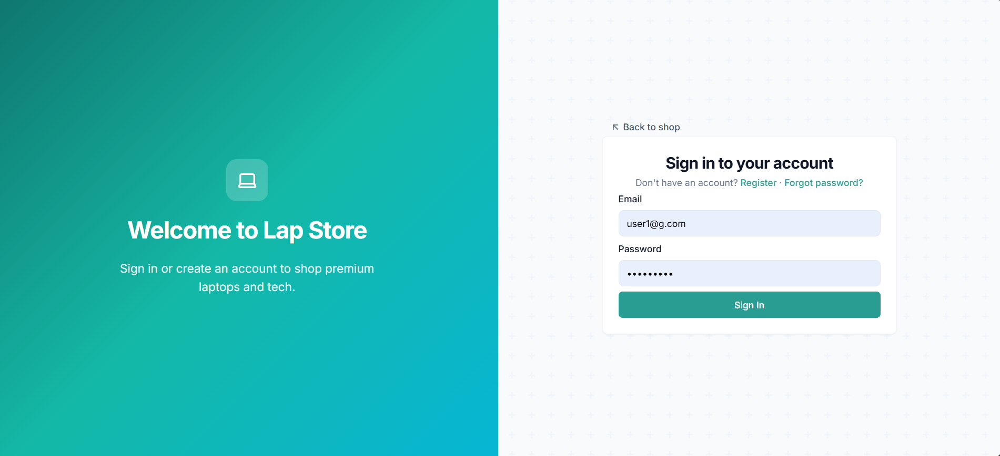 Welcome to Lap Store
Sign in or create an account to shop premium
laptops and tech.
Back to shop
Sign in to your account
Don't have an account? Register · Forgot password?
Email
user1@g.com
Password
•••••••••
Sign In